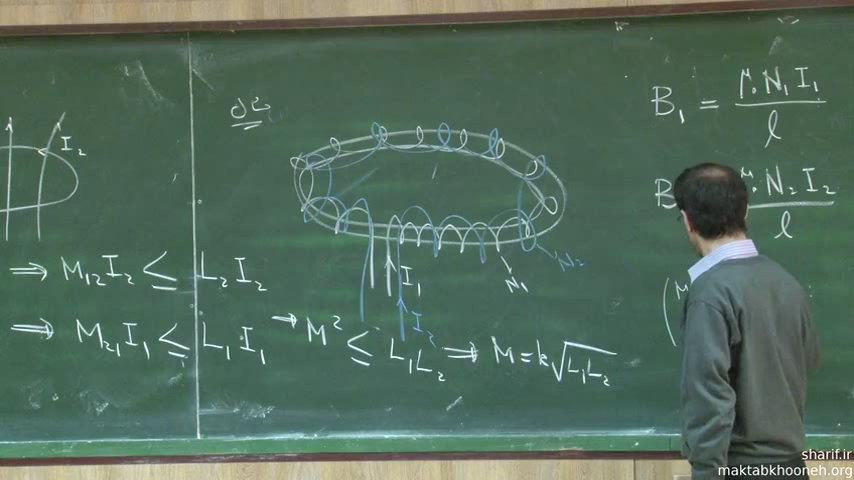 I₂
⇒ M₁₂I₂ ≤ L₂I₂
⇒ M₂₁I₁ ≤ L₁I₁ → M² ≤ L₁L₂ ⇒ M = k√L₁L₂
مثال
I₁
I₂
N₁
N₂
B₁ = μ₀N₁I₁ / l
B μ₀N₂I₂ / l
sharif.ir
maktabkhooneh.org